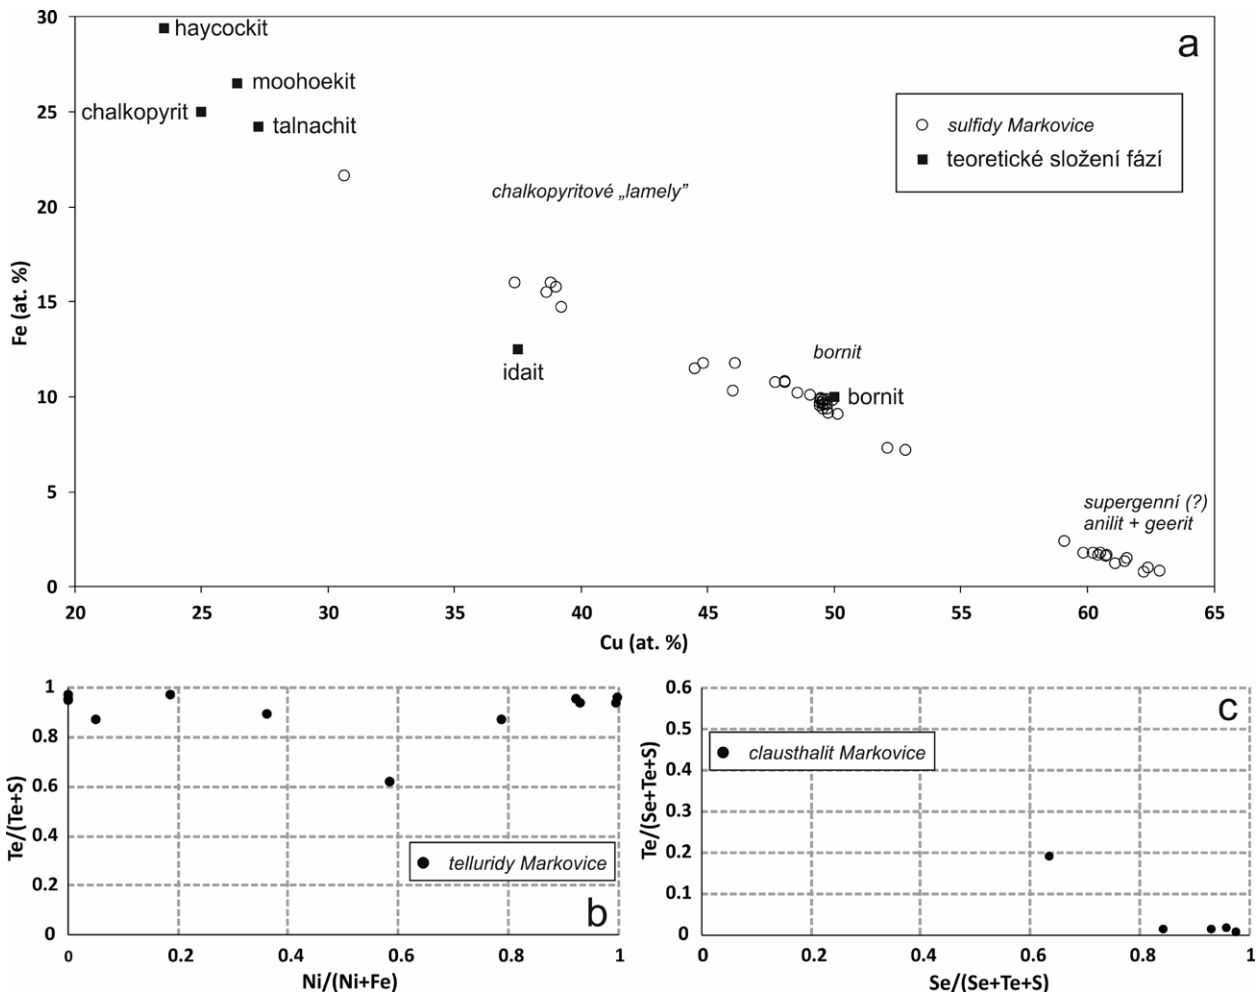 a
30
25
20
15
10
5
0
Fe (at. %)
haycockit
moohoekit
chalkopyrit
talnachit
sulfidy Markovice
teoretické složení fází
chalkopyritové „lamely”
idait
bornit
bornit
supergenní (?)
anilit + geerit
20 25 30 35 40 45 50 55 60 65
Cu (at. %)
1
0.8
0.6
0.4
0.2
0
Te/(Te+S)
telluridy Markovice
b
0 0.2 0.4 0.6 0.8 1
Ni/(Ni+Fe)
0.6
0.5
0.4
0.3
0.2
0.1
0
Te/(Se+Te+S)
c
clausthalit Markovice
0 0.2 0.4 0.6 0.8 1
Se/(Se+Te+S)